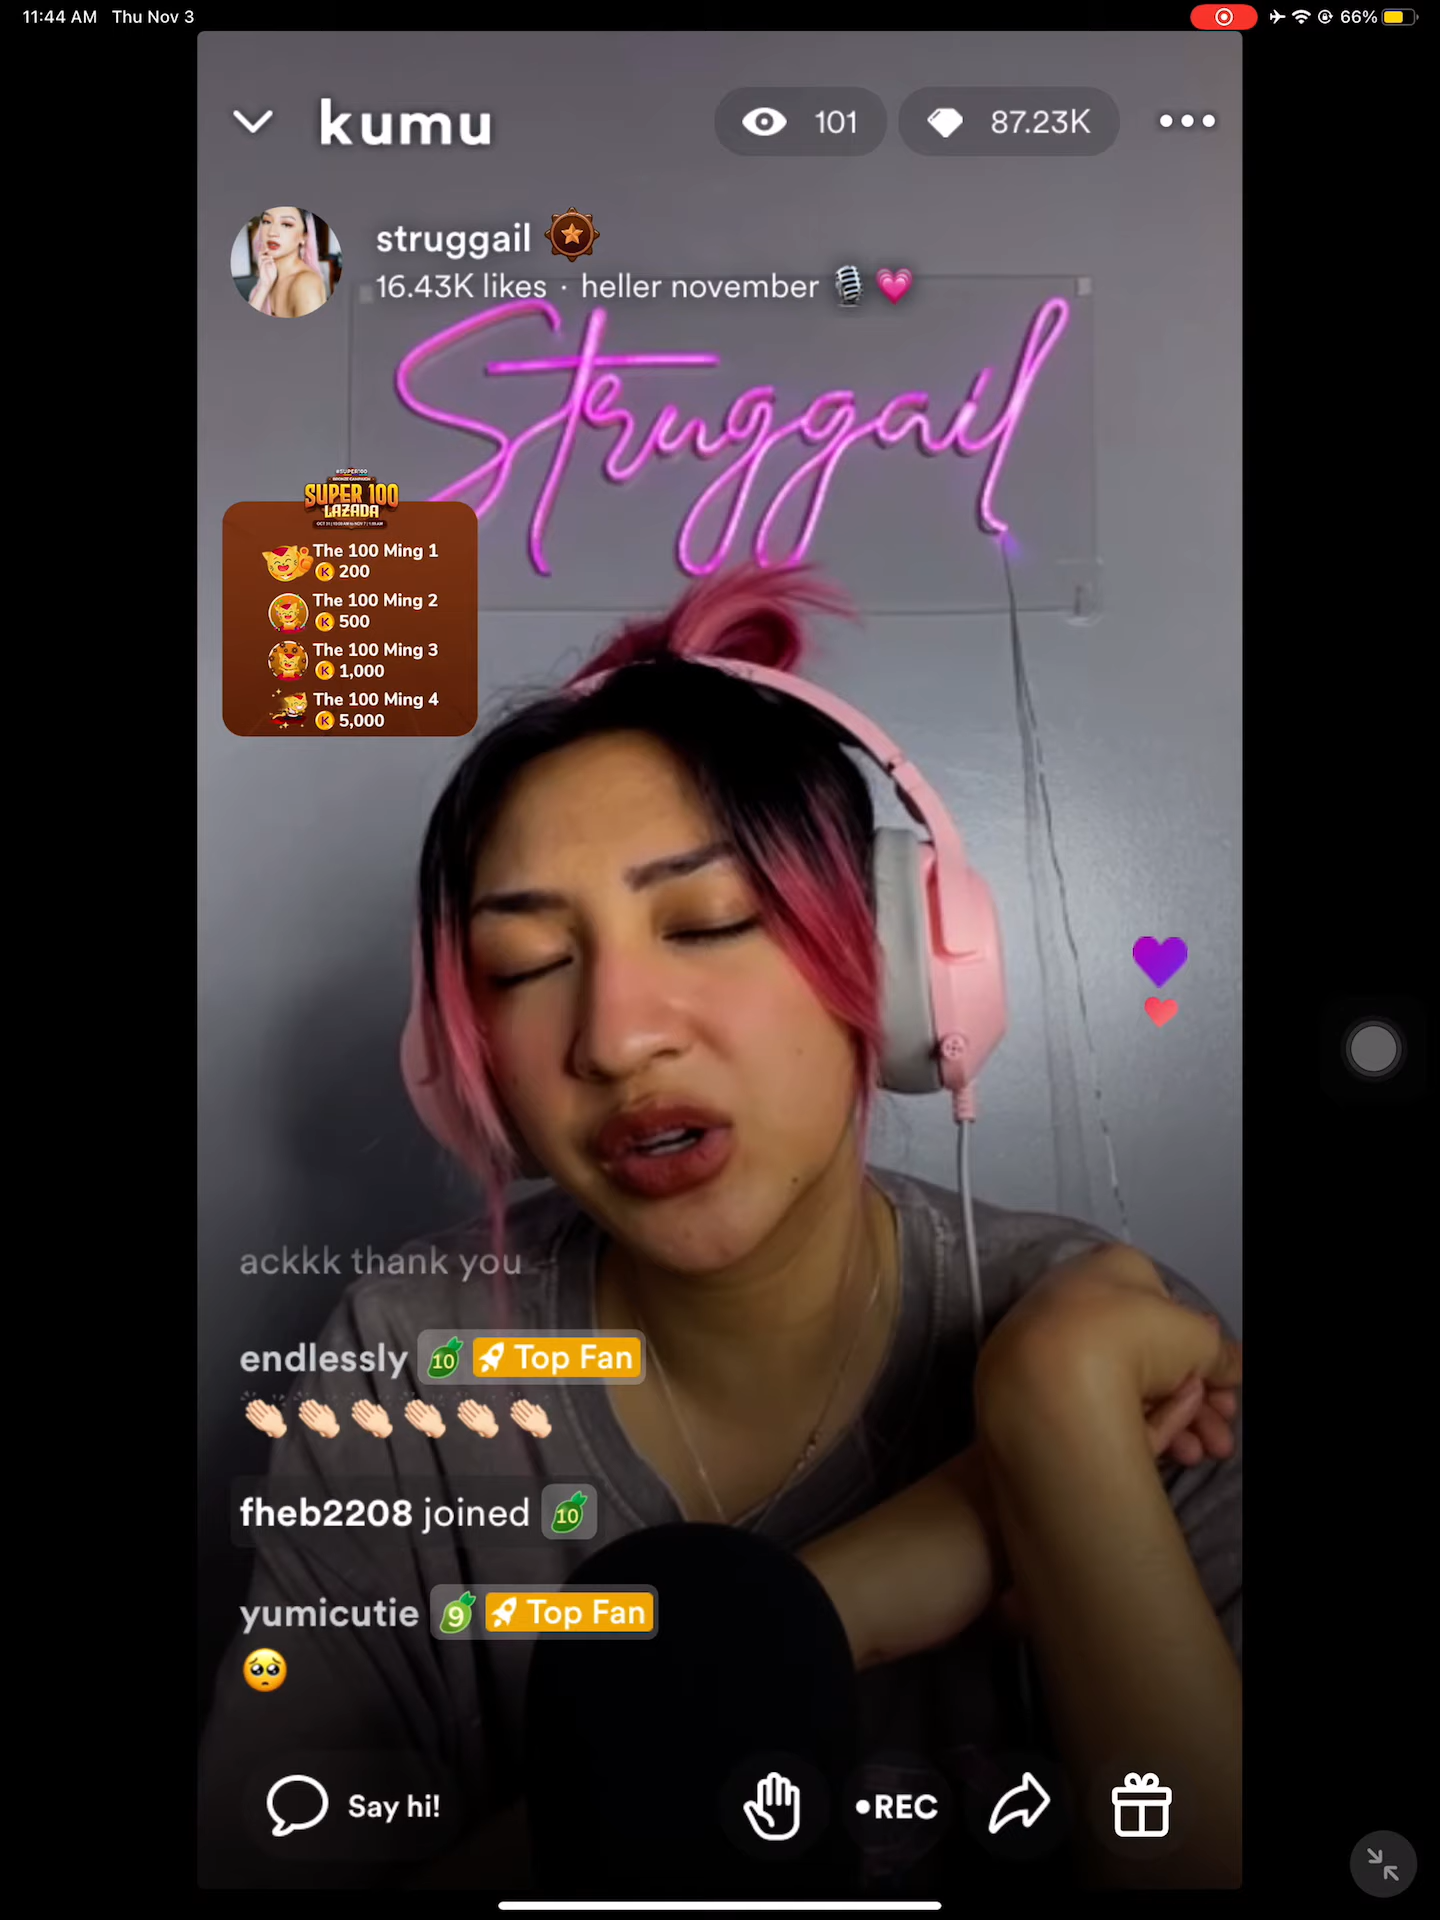 11:44 AM Thu Nov 3
66%
kumu
101
87.23K
struggail
16.43K likes · heller november
Struggail
SUPER 100
LAZADA
The 100 Ming 1
200
The 100 Ming 2
500
The 100 Ming 3
1,000
The 100 Ming 4
5,000
ackkk thank you
endlessly 10 Top Fan
fheb2208 joined 10
yumicutie 9 Top Fan
Say hi!
•REC